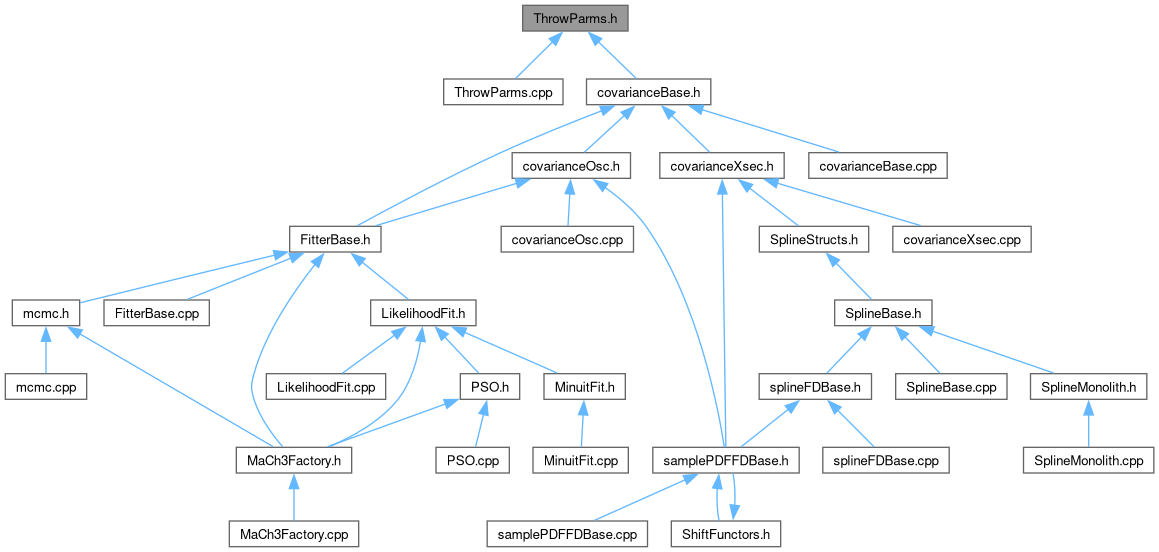 ThrowParms.h
ThrowParms.cpp
covarianceBase.h
covarianceOsc.h
covarianceXsec.h
covarianceBase.cpp
FitterBase.h
covarianceOsc.cpp
SplineStructs.h
covarianceXsec.cpp
mcmc.h
FitterBase.cpp
LikelihoodFit.h
SplineBase.h
mcmc.cpp
LikelihoodFit.cpp
PSO.h
MinuitFit.h
splineFDBase.h
SplineBase.cpp
SplineMonolith.h
MaCh3Factory.h
PSO.cpp
MinuitFit.cpp
samplePDFFDBase.h
splineFDBase.cpp
SplineMonolith.cpp
MaCh3Factory.cpp
samplePDFFDBase.cpp
ShiftFunctors.h